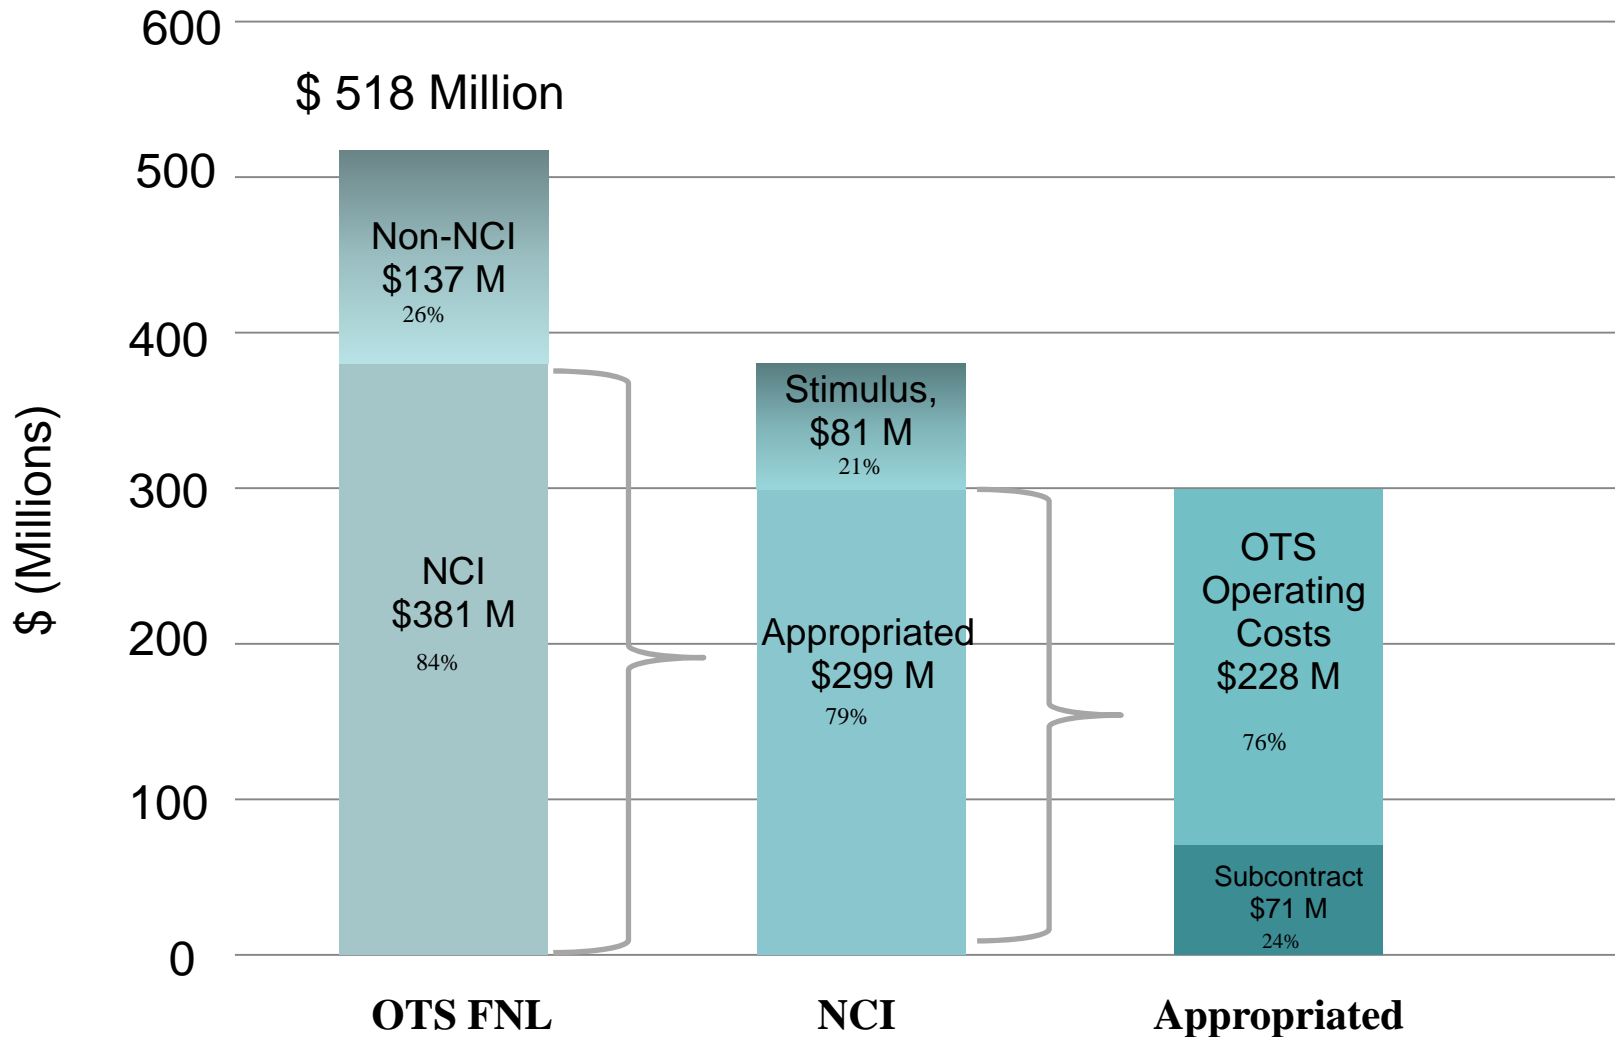 600
$ 518 Million
500
Non-NCI
$137 M
26%
400
Stimulus,
$81 M
21%
$ (Millions)
300
OTS
Operating
Costs
$228 M
76%
NCI
$381 M
84%
Appropriated
$299 M
79%
200
100
Subcontract
$71 M
24%
0
OTS FNL
NCI
Appropriated